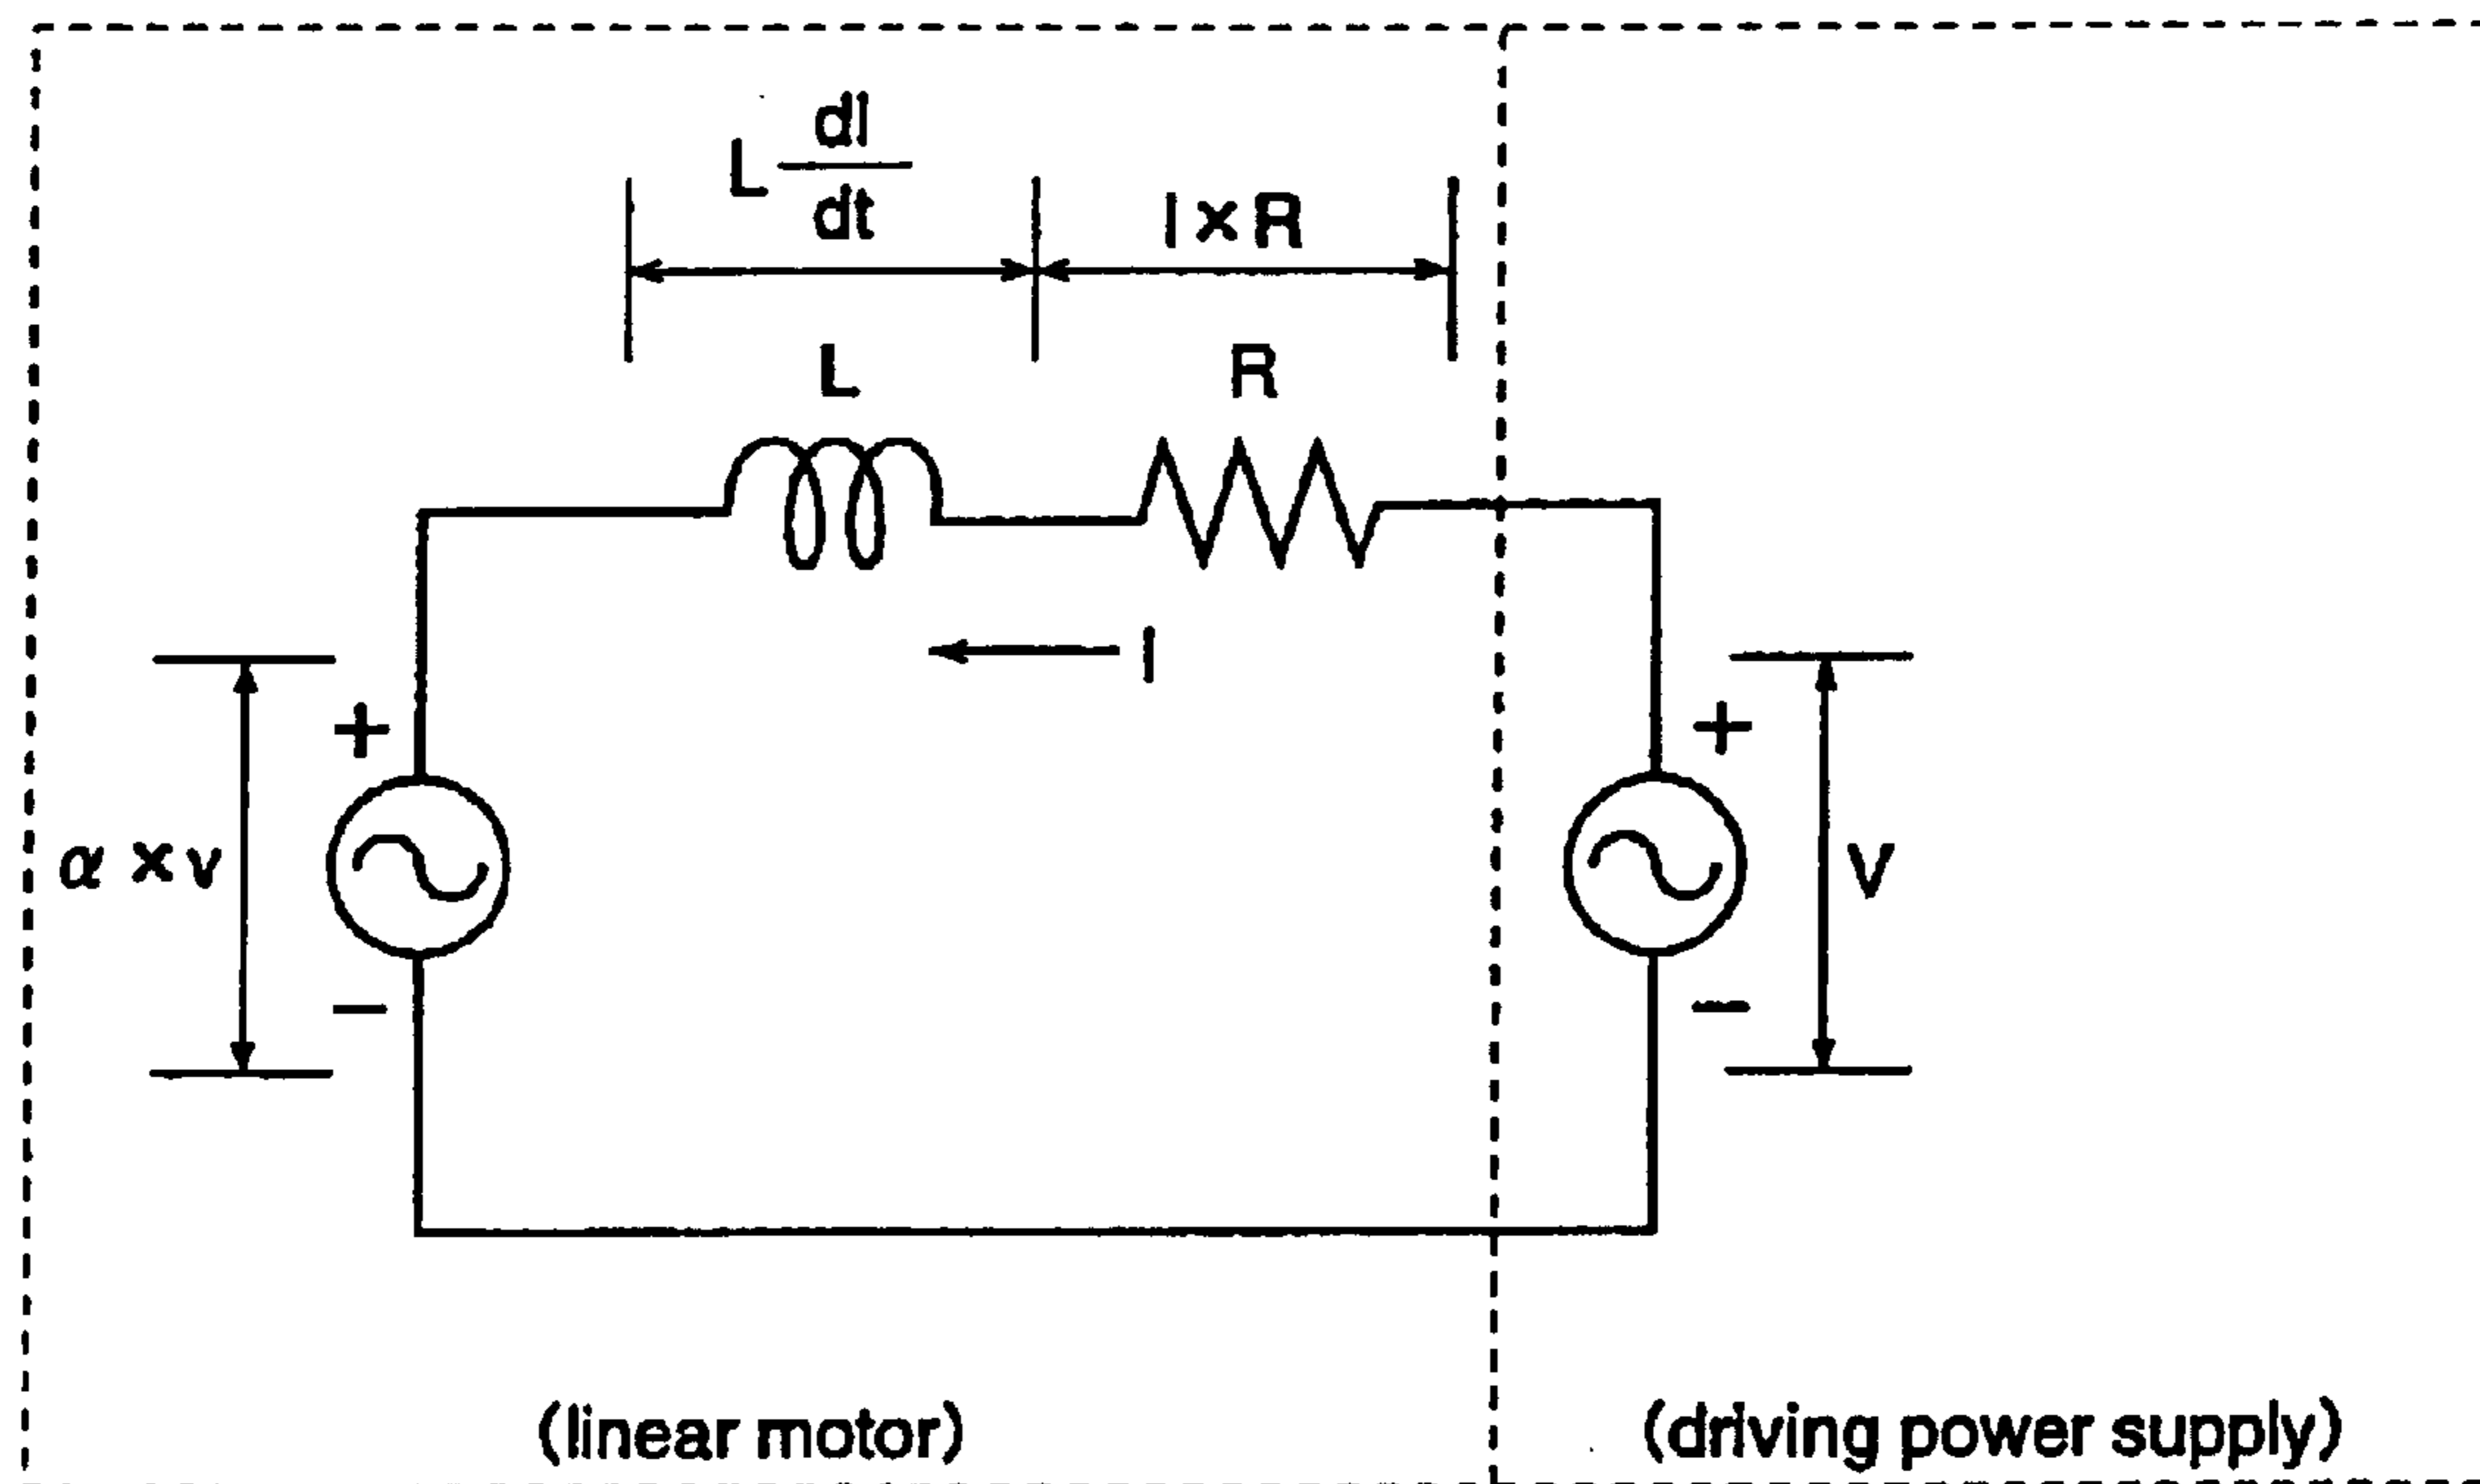 L dI/dt
I × R
L
R
I
+
+
α × v
V
−
−
(linear motor)
(driving power supply)